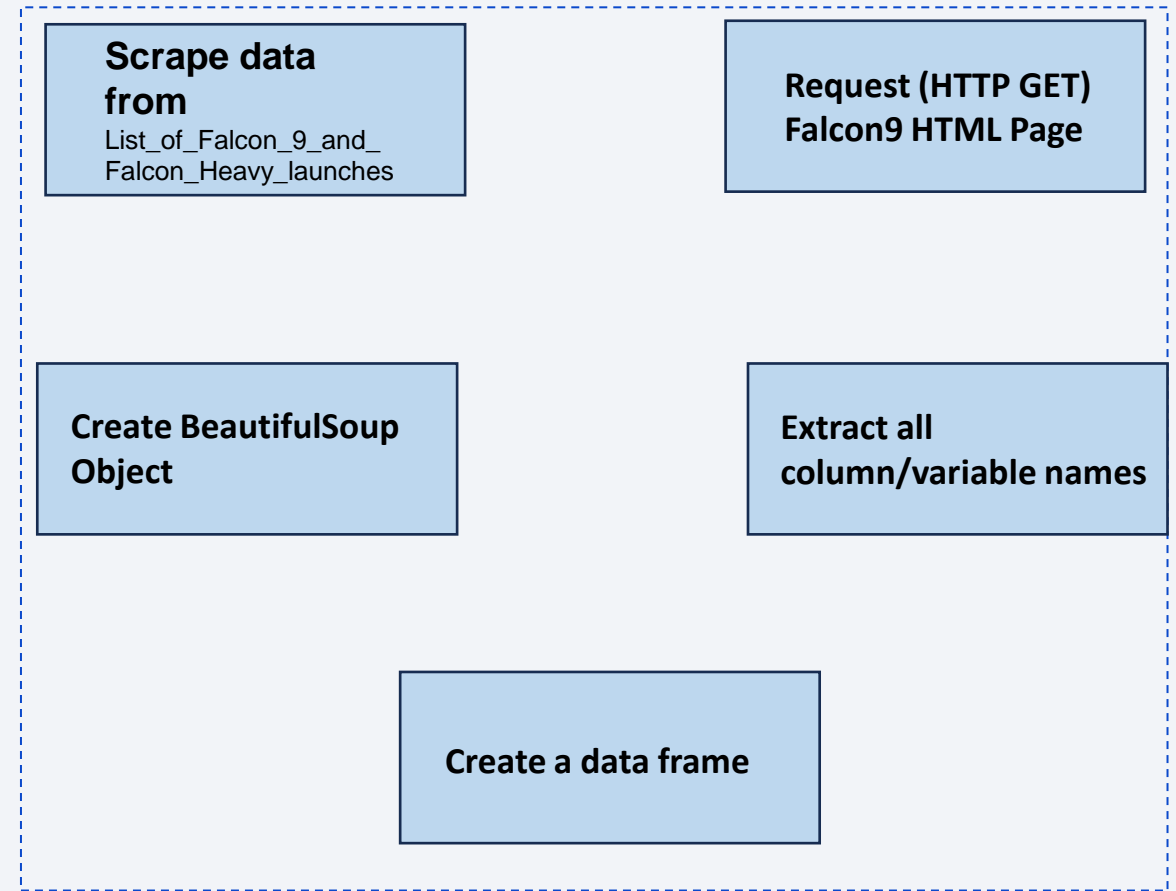 Scrape data
from
List_of_Falcon_9_and_
Falcon_Heavy_launches
Request (HTTP GET)
Falcon9 HTML Page
Create BeautifulSoup
Object
Extract all
column/variable names
Create a data frame